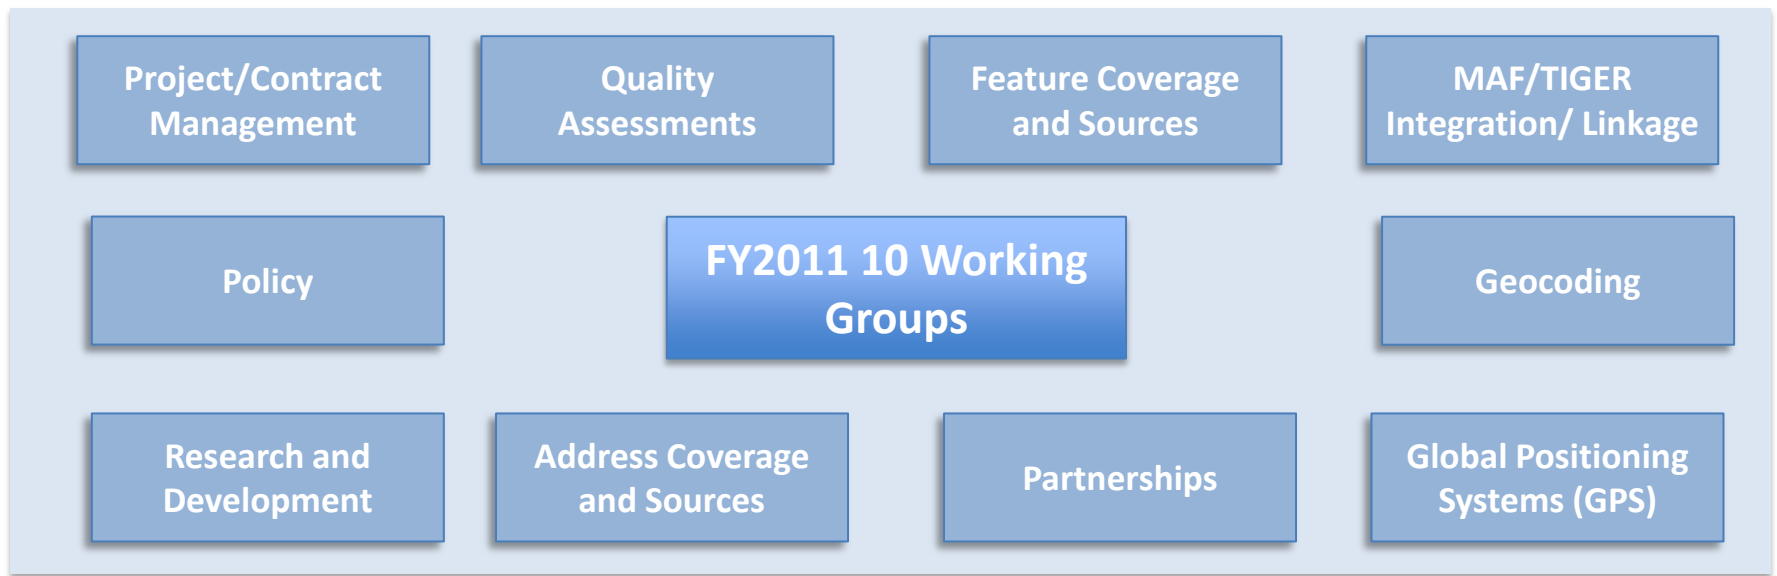 Project/Contract
Management
Quality
Assessments
Feature Coverage
and Sources
MAF/TIGER
Integration/ Linkage
Policy
FY2011 10 Working
Groups
Geocoding
Research and
Development
Address Coverage
and Sources
Partnerships
Global Positioning
Systems (GPS)